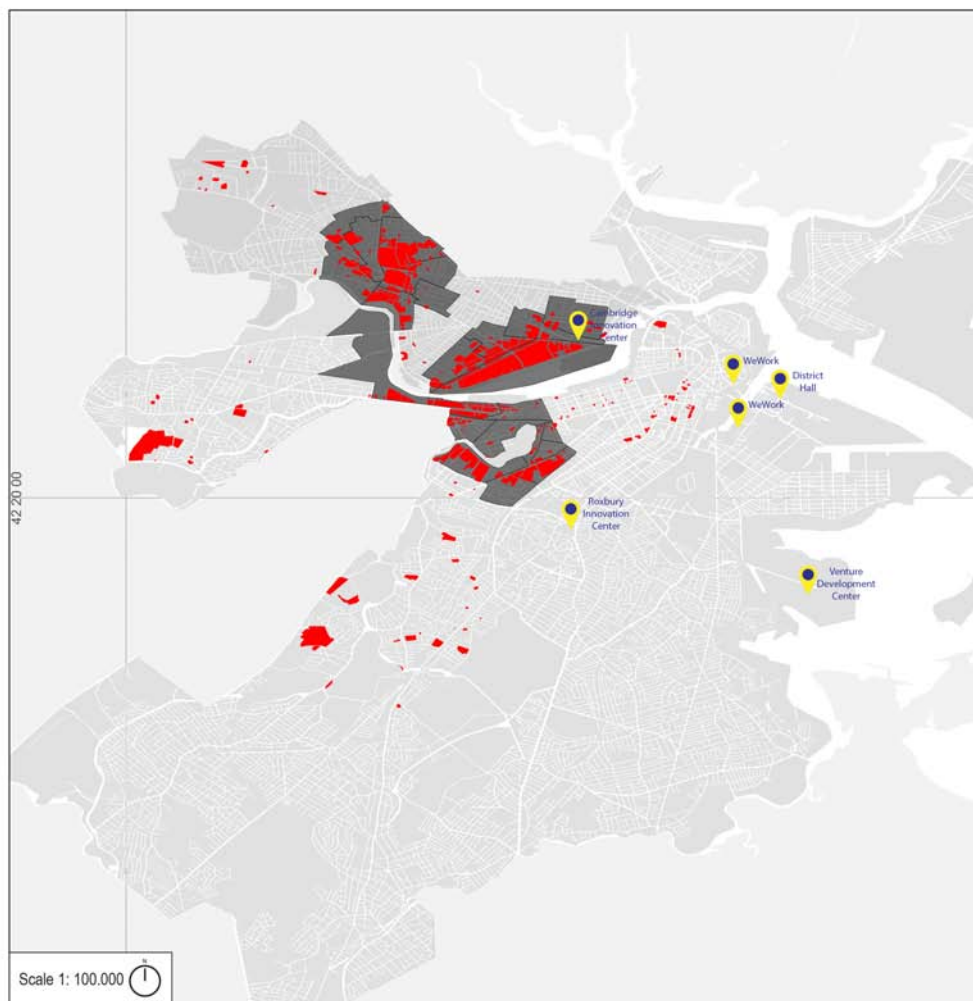 Cambridge
Innovation
Center
WeWork
District
Hall
WeWork
42 20 00
Roxbury
Innovation
Center
Venture
Development
Center
Scale 1: 100.000
N